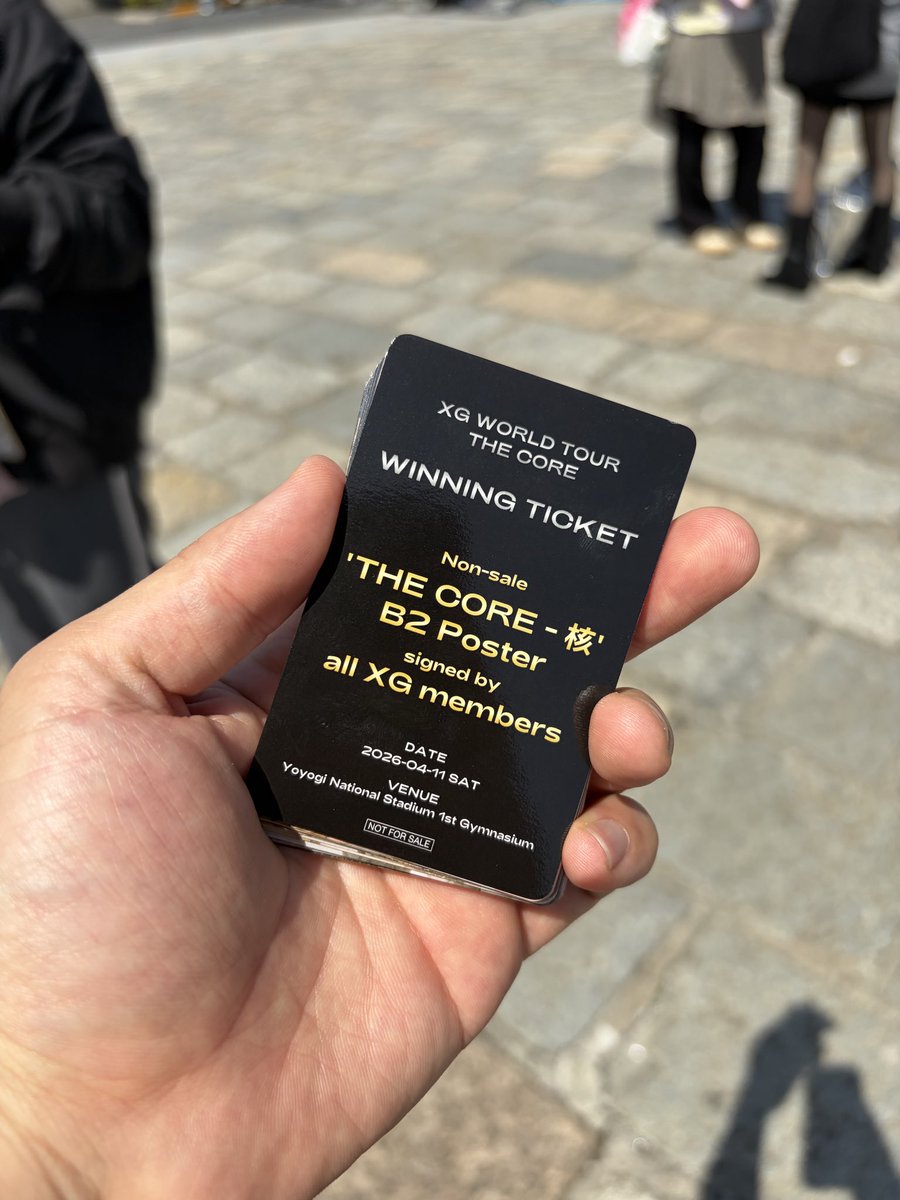 XG WORLD TOUR
THE CORE
WINNING TICKET
Non-sale
'THE CORE - 核'
B2 Poster
signed by
all XG members
DATE
2026-04-11 SAT
VENUE
Yoyogi National Stadium 1st Gymnasium
NOT FOR SALE